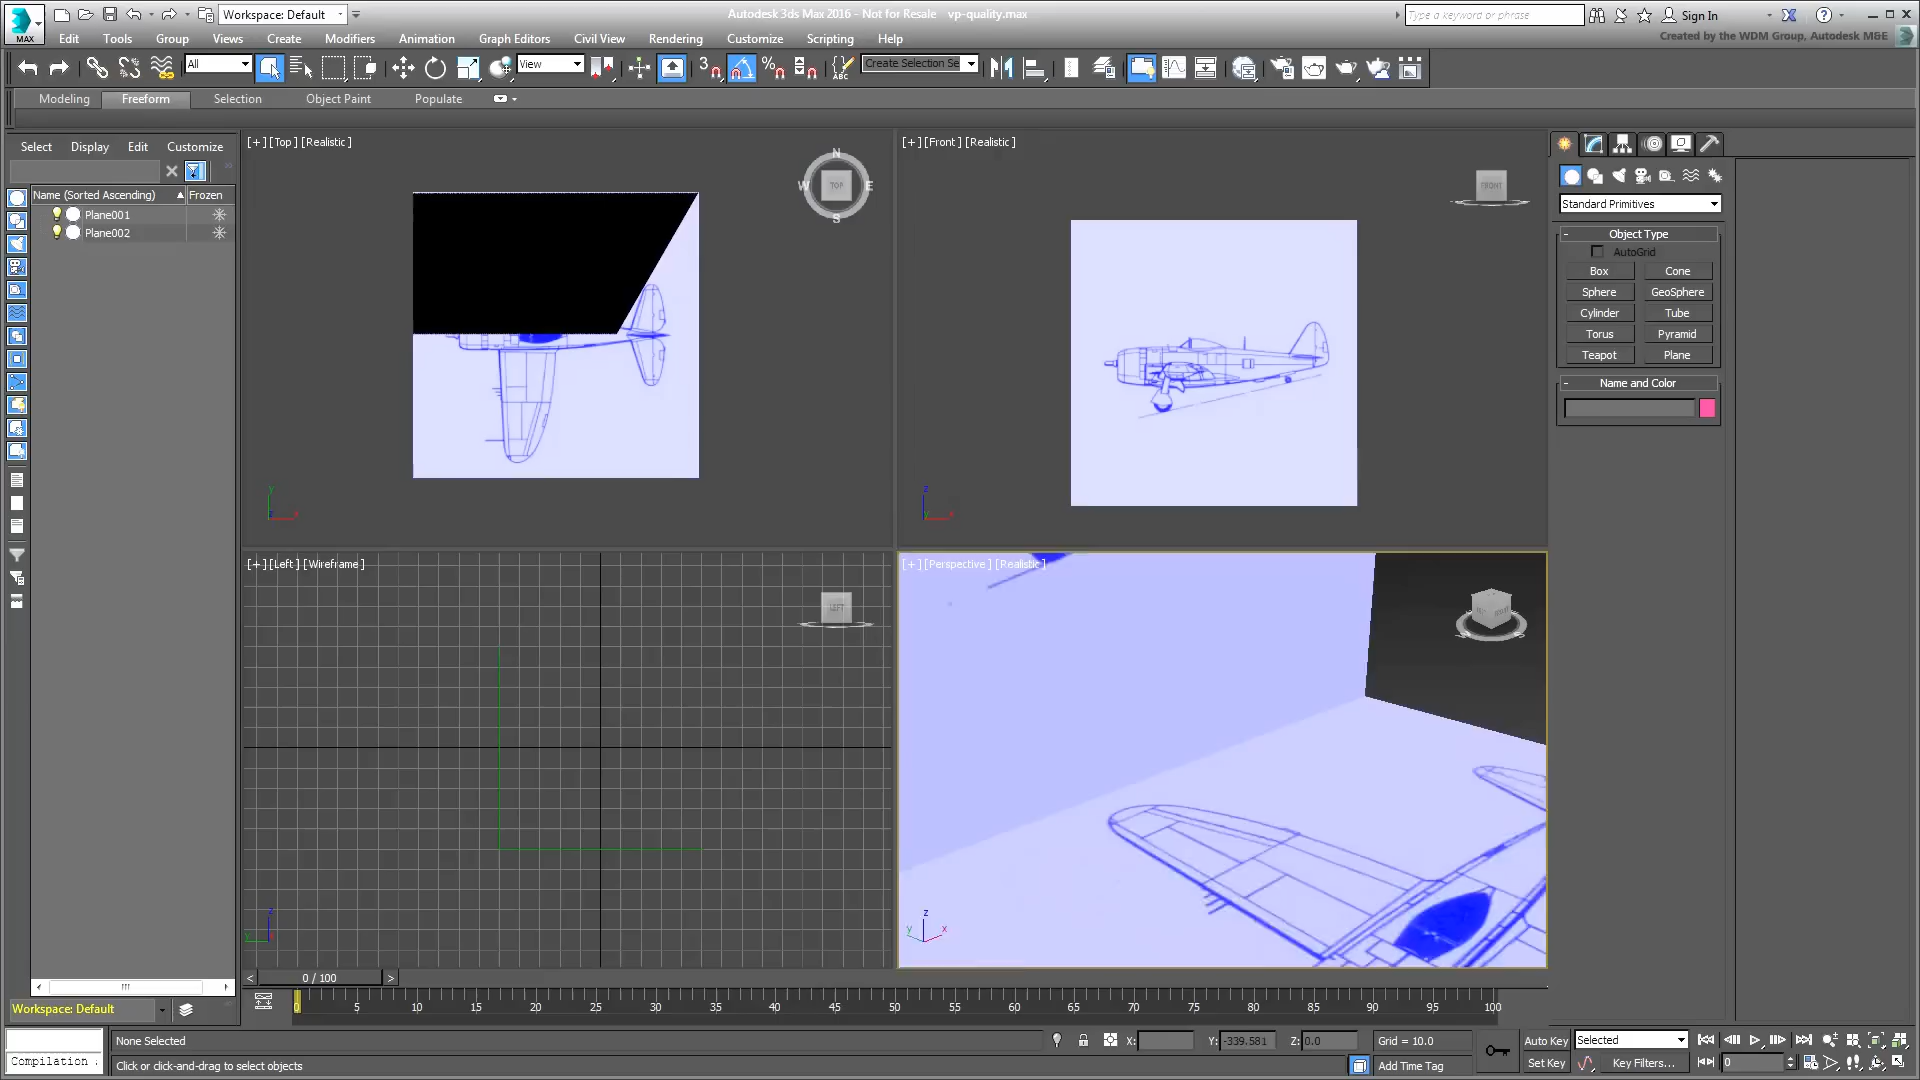 Workspace: Default
Autodesk 3ds Max 2016 - Not for Resale vp-quality.max
Type a keyword or phrase
Sign In
MAX
Edit Tools Group Views Create Modifiers Animation Graph Editors Civil View Rendering Customize Scripting Help
Created by the WDM Group, Autodesk M&E
All
View
Create Selection Se
Modeling Freeform Selection Object Paint Populate
Select Display Edit Customize
Name (Sorted Ascending) Frozen
Plane001
Plane002
[+] [Top] [Realistic]
N
W TOP E
S
y
x
[+] [Front] [Realistic]
FRONT
z
x
[+] [Left] [Wireframe]
LEFT
z
y
[+] [Perspective] [Realistic]
z
y x
Standard Primitives
- Object Type
AutoGrid
Box Cone
Sphere GeoSphere
Cylinder Tube
Torus Pyramid
Teapot Plane
- Name and Color
< 0 / 100 >
Workspace: Default
0 5 10 15 20 25 30 35 40 45 50 55 60 65 70 75 80 85 90 95 100
None Selected
X: Y: -339.581 Z: 0.0 Grid = 10.0
Auto Key Selected
Compilation
Click or click-and-drag to select objects
Add Time Tag
Set Key Key Filters... 0